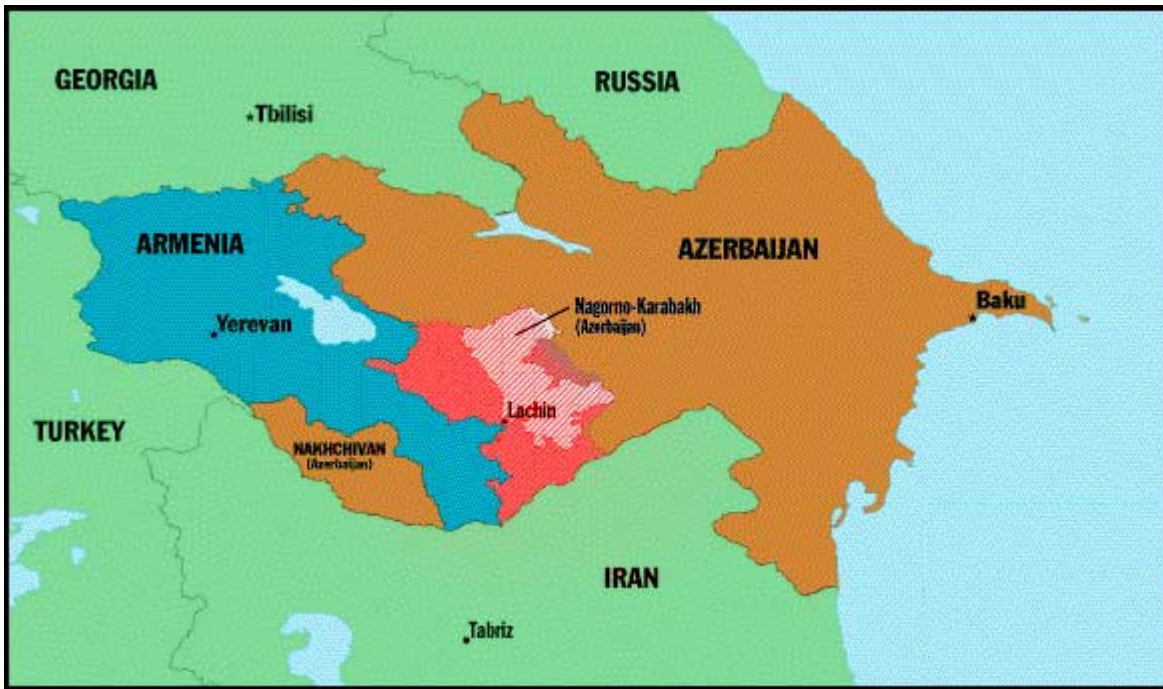 GEORGIA
RUSSIA
Tbilisi
ARMENIA
AZERBAIJAN
Nagorno-Karabakh
(Azerbaijan)
Baku
Yerevan
Lachin
TURKEY
NAKHCHIVAN
(Azerbaijan)
IRAN
Tabriz